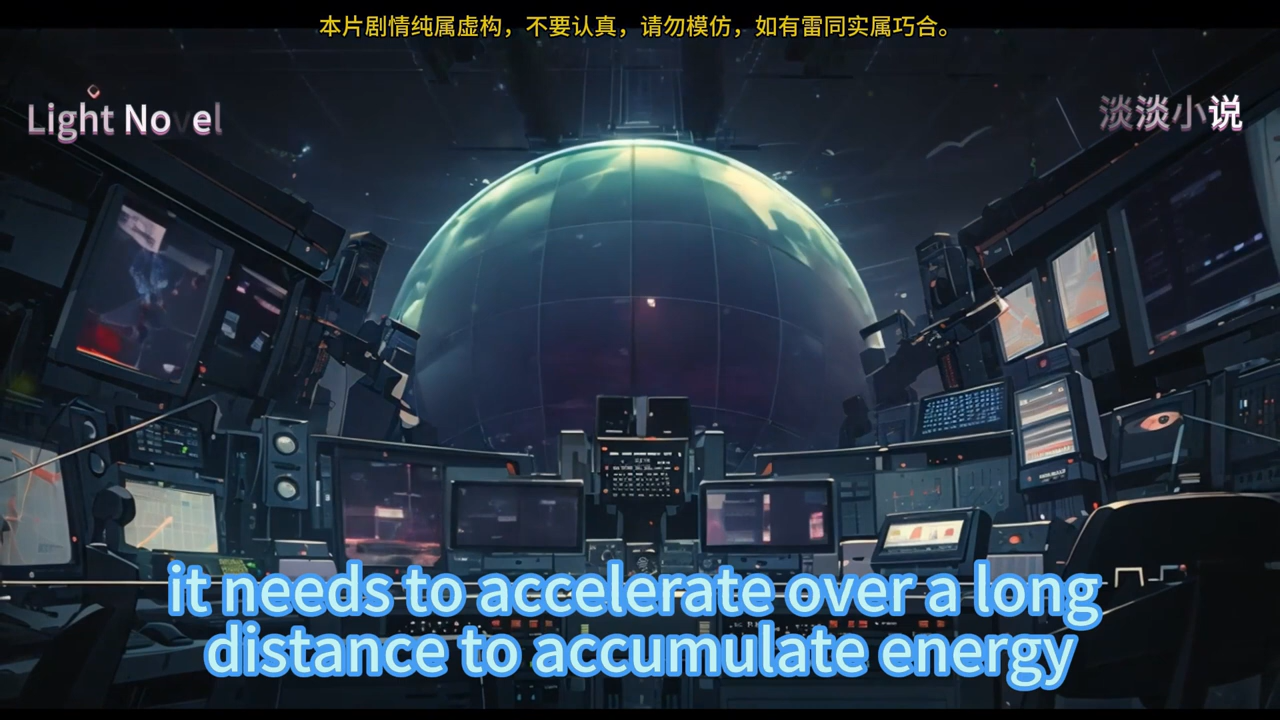 本片剧情纯属虚构，不要认真，请勿模仿，如有雷同实属巧合。
Light Novel
淡淡小说
it needs to accelerate over a long
distance to accumulate energy